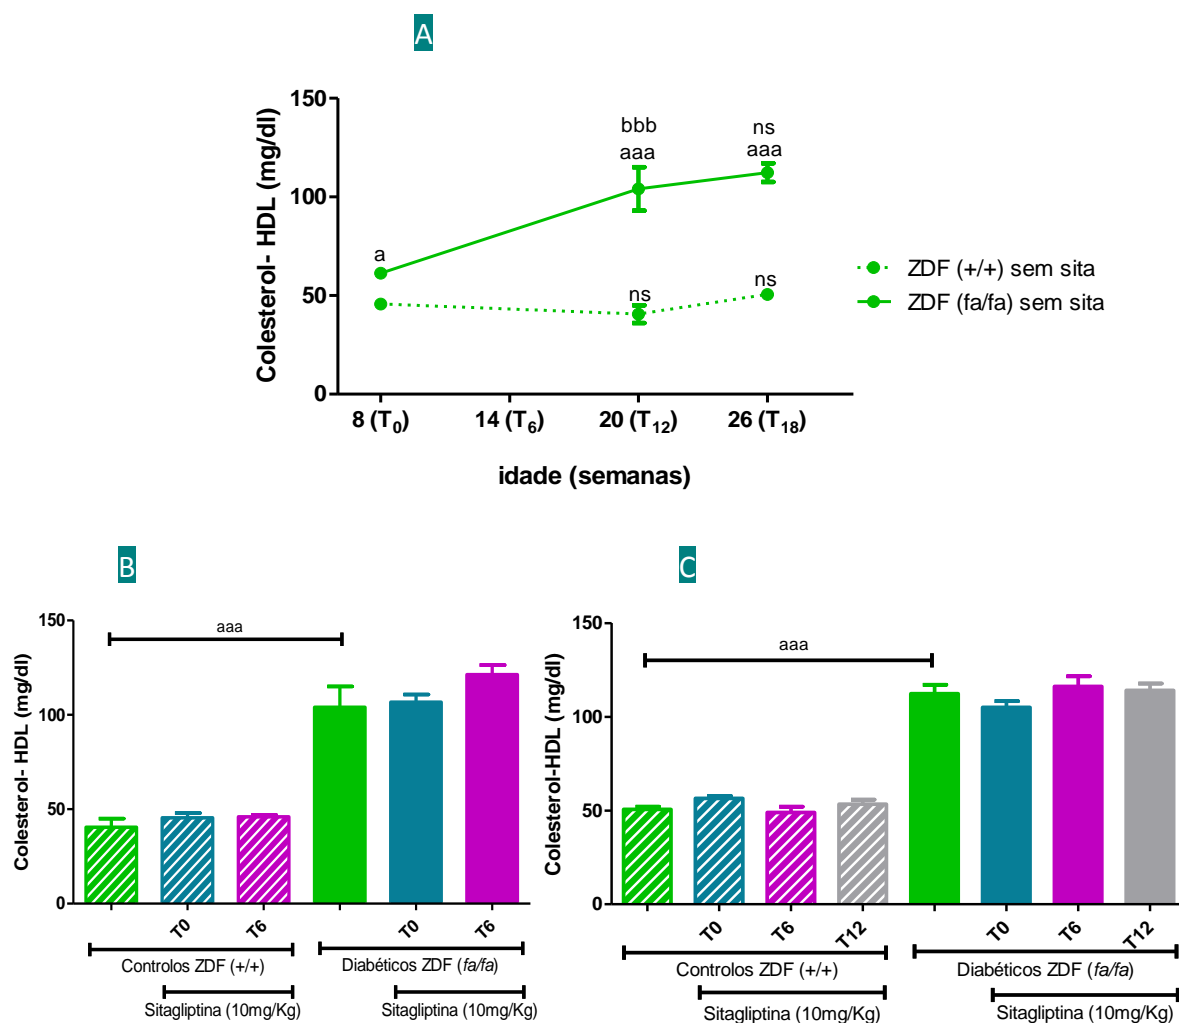 A
150
100
50
0
Colesterol- HDL (mg/dl)
bbb
aaa
ns
aaa
a
ns
ns
ZDF (+/+) sem sita
ZDF (fa/fa) sem sita
8 (T0)
14 (T6)
20 (T12)
26 (T18)
idade (semanas)
B
150
100
50
0
Colesterol- HDL (mg/dl)
aaa
T0
T6
T0
T6
Controlos ZDF (+/+)
Diabéticos ZDF (fa/fa)
Sitagliptina (10mg/Kg)
Sitagliptina (10mg/Kg)
C
150
100
50
0
Colesterol-HDL (mg/dl)
aaa
T0
T6
T12
T0
T6
T12
Controlos ZDF (+/+)
Diabéticos ZDF (fa/fa)
Sitagliptina (10mg/Kg)
Sitagliptina (10mg/Kg)